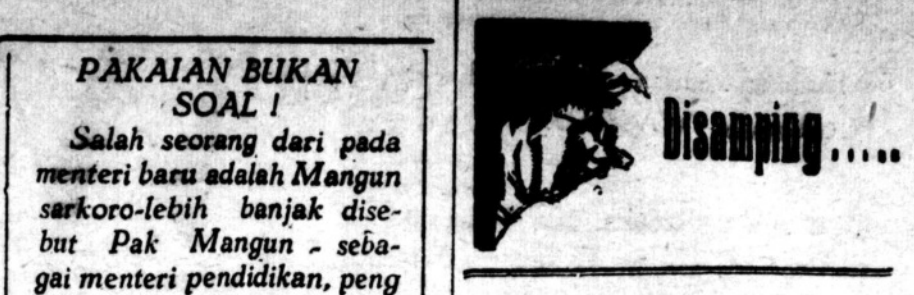 PAKAIAN BUKAN
SOAL !
Salah seorang dari pada
menteri baru adalah Mangun
sarkoro-lebih banjak dise-
but Pak Mangun - seba-
gai menteri pendidikan, peng
Disamping .....